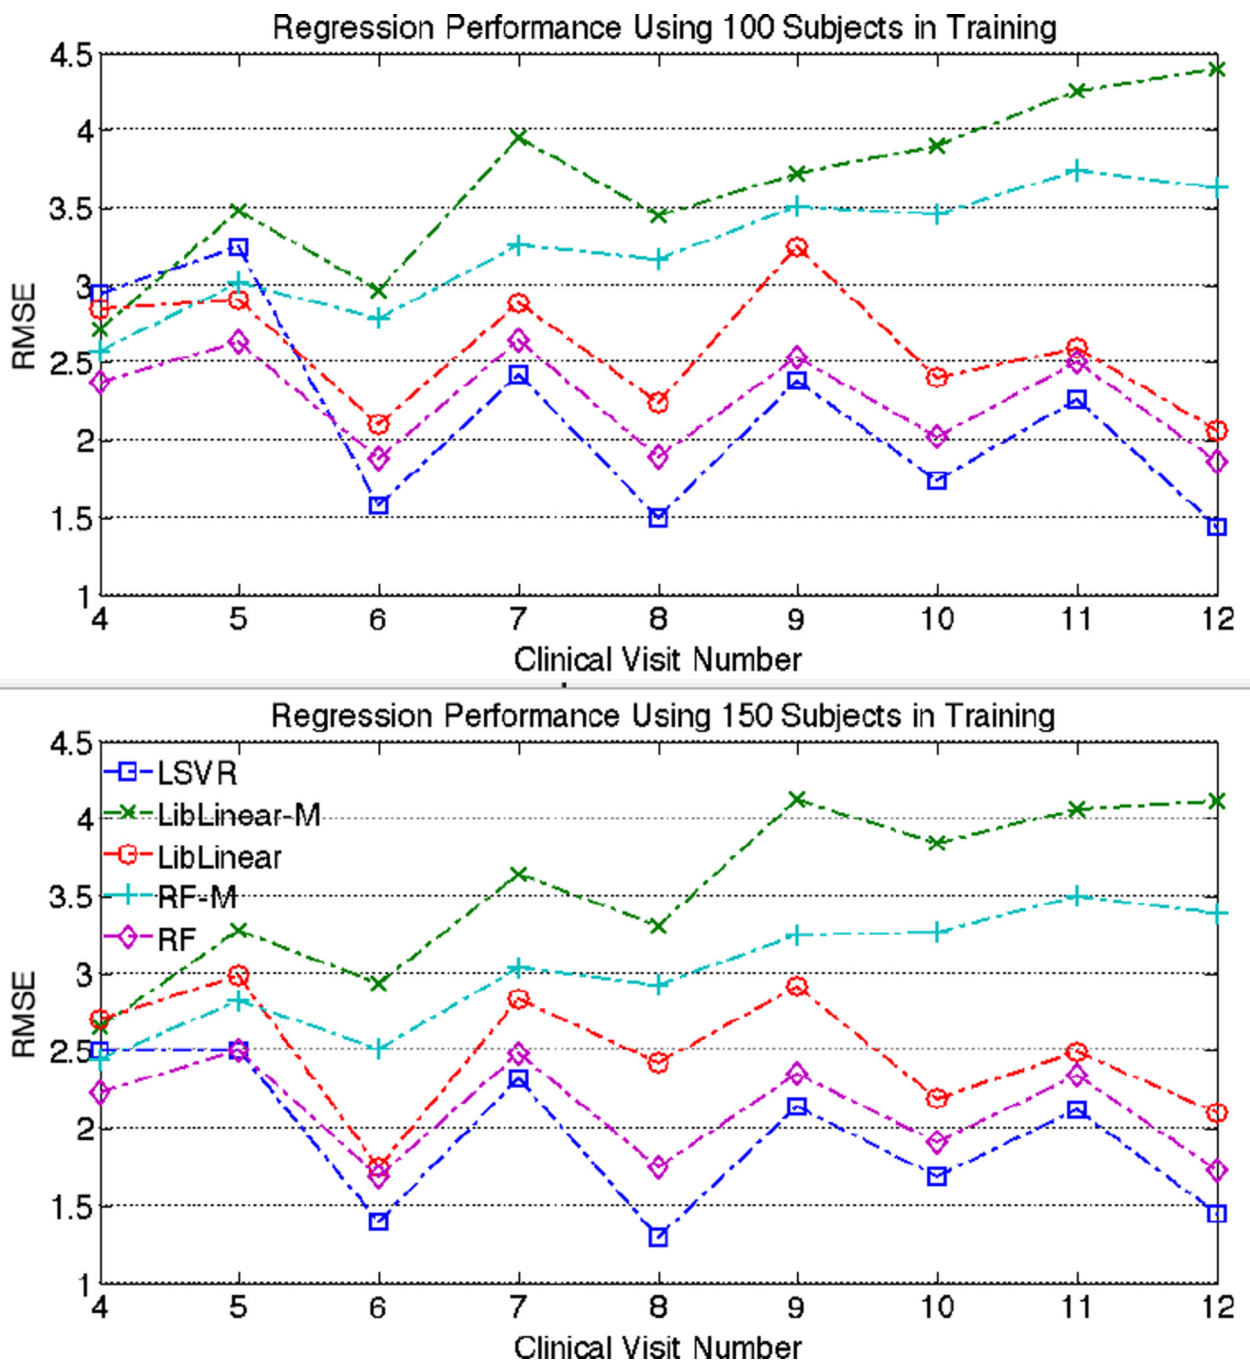 Regression Performance Using 100 Subjects in Training
4.5
4
3.5
3
2.5
2
1.5
1
RMSE
4 5 6 7 8 9 10 11 12
Clinical Visit Number
Regression Performance Using 150 Subjects in Training
4.5
4
3.5
3
2.5
2
1.5
1
RMSE
LSVR
LibLinear-M
LibLinear
RF-M
RF
4 5 6 7 8 9 10 11 12
Clinical Visit Number